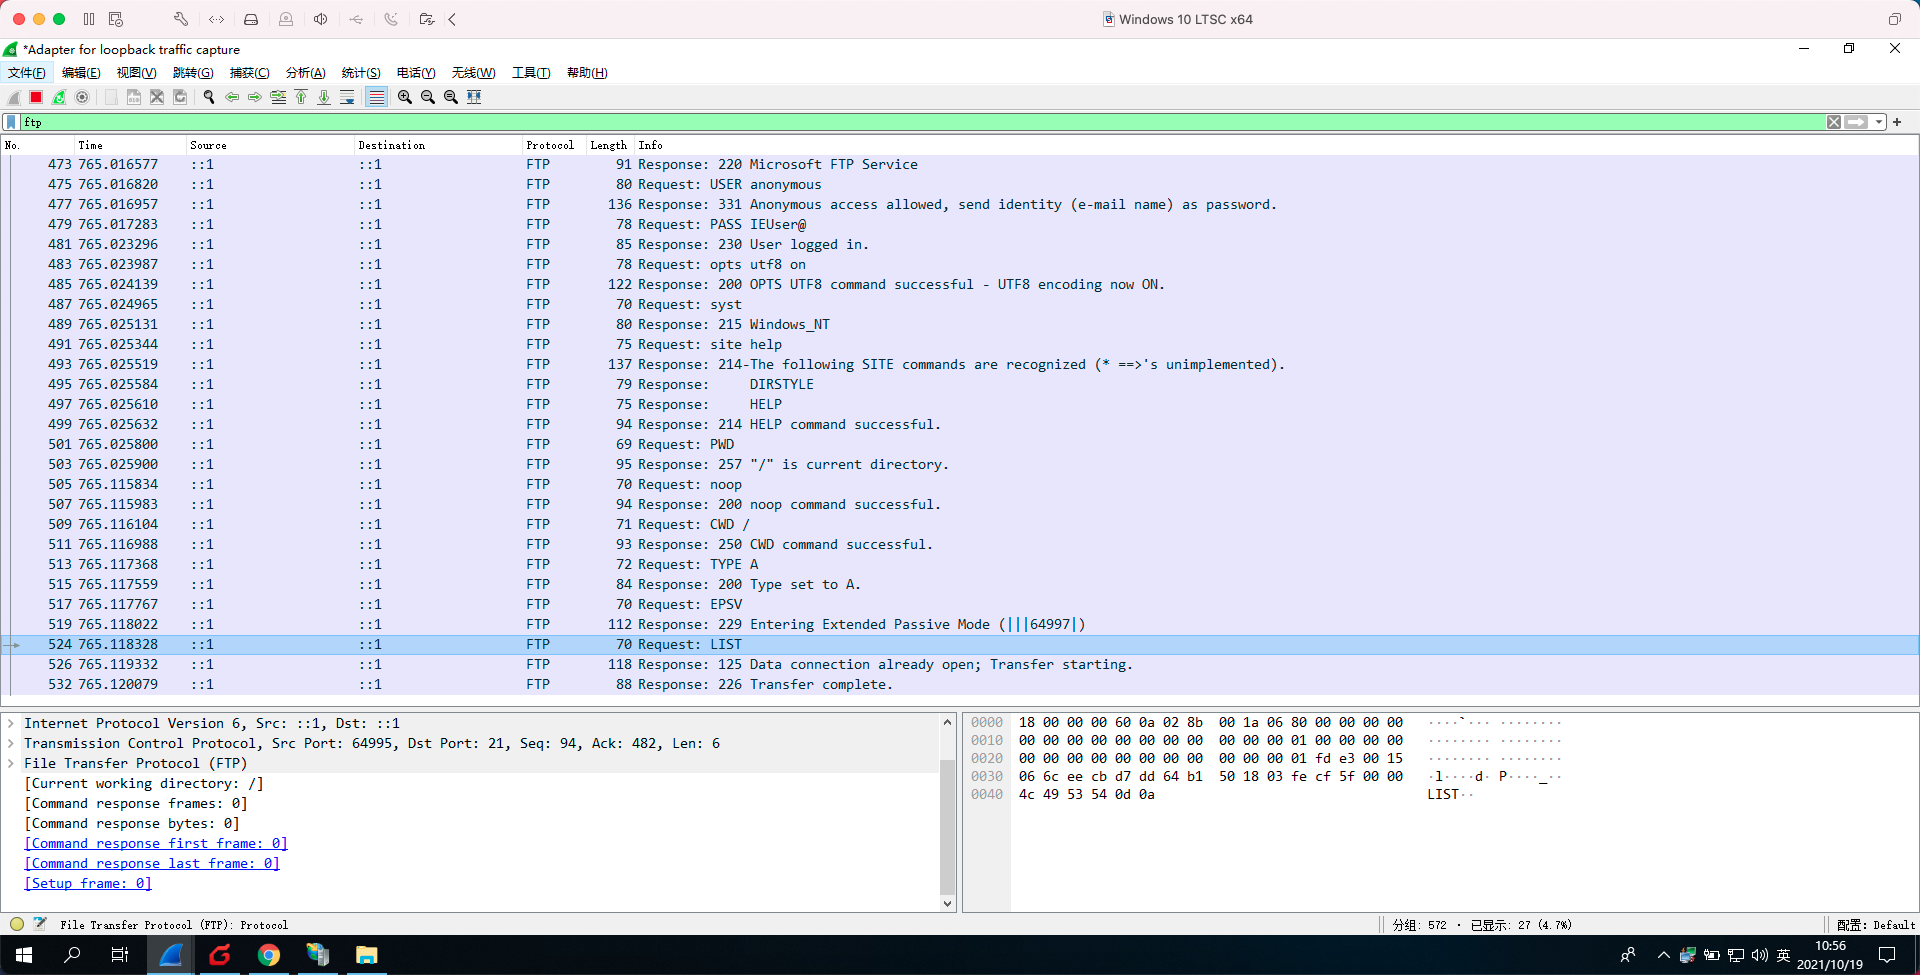 Windows 10 LTSC x64
*Adapter for loopback traffic capture
文件(F) 编辑(E) 视图(V) 跳转(G) 捕获(C) 分析(A) 统计(S) 电话(Y) 无线(W) 工具(T) 帮助(H)
ftp
No. Time Source Destination Protocol Length Info
473 765.016577 ::1 ::1 FTP 91 Response: 220 Microsoft FTP Service
475 765.016820 ::1 ::1 FTP 80 Request: USER anonymous
477 765.016957 ::1 ::1 FTP 136 Response: 331 Anonymous access allowed, send identity (e-mail name) as password.
479 765.017283 ::1 ::1 FTP 78 Request: PASS IEUser@
481 765.023296 ::1 ::1 FTP 85 Response: 230 User logged in.
483 765.023987 ::1 ::1 FTP 78 Request: opts utf8 on
485 765.024139 ::1 ::1 FTP 122 Response: 200 OPTS UTF8 command successful - UTF8 encoding now ON.
487 765.024965 ::1 ::1 FTP 70 Request: syst
489 765.025131 ::1 ::1 FTP 80 Response: 215 Windows_NT
491 765.025344 ::1 ::1 FTP 75 Request: site help
493 765.025519 ::1 ::1 FTP 137 Response: 214-The following SITE commands are recognized (* ==>'s unimplemented).
495 765.025584 ::1 ::1 FTP 79 Response: DIRSTYLE
497 765.025610 ::1 ::1 FTP 75 Response: HELP
499 765.025632 ::1 ::1 FTP 94 Response: 214 HELP command successful.
501 765.025800 ::1 ::1 FTP 69 Request: PWD
503 765.025900 ::1 ::1 FTP 95 Response: 257 "/" is current directory.
505 765.115834 ::1 ::1 FTP 70 Request: noop
507 765.115983 ::1 ::1 FTP 94 Response: 200 noop command successful.
509 765.116104 ::1 ::1 FTP 71 Request: CWD /
511 765.116988 ::1 ::1 FTP 93 Response: 250 CWD command successful.
513 765.117368 ::1 ::1 FTP 72 Request: TYPE A
515 765.117559 ::1 ::1 FTP 84 Response: 200 Type set to A.
517 765.117767 ::1 ::1 FTP 70 Request: EPSV
519 765.118022 ::1 ::1 FTP 112 Response: 229 Entering Extended Passive Mode (|||64997|)
524 765.118328 ::1 ::1 FTP 70 Request: LIST
526 765.119332 ::1 ::1 FTP 118 Response: 125 Data connection already open; Transfer starting.
532 765.120079 ::1 ::1 FTP 88 Response: 226 Transfer complete.
Internet Protocol Version 6, Src: ::1, Dst: ::1
Transmission Control Protocol, Src Port: 64995, Dst Port: 21, Seq: 94, Ack: 482, Len: 6
File Transfer Protocol (FTP)
[Current working directory: /]
[Command response frames: 0]
[Command response bytes: 0]
[Command response first frame: 0]
[Command response last frame: 0]
[Setup frame: 0]
0000 18 00 00 00 60 0a 02 8b 00 1a 06 80 00 00 00 00 ····`··· ········
0010 00 00 00 00 00 00 00 00 00 00 00 01 00 00 00 00 ········ ········
0020 00 00 00 00 00 00 00 00 00 00 00 01 fd e3 00 15 ········ ········
0030 06 6c ee cb d7 dd 64 b1 50 18 03 fe cf 5f 00 00 ·l····d· P····_··
0040 4c 49 53 54 0d 0a LIST··
File Transfer Protocol (FTP): Protocol
分组: 572 · 已显示: 27 (4.7%)
配置: Default
英
10:56
2021/10/19